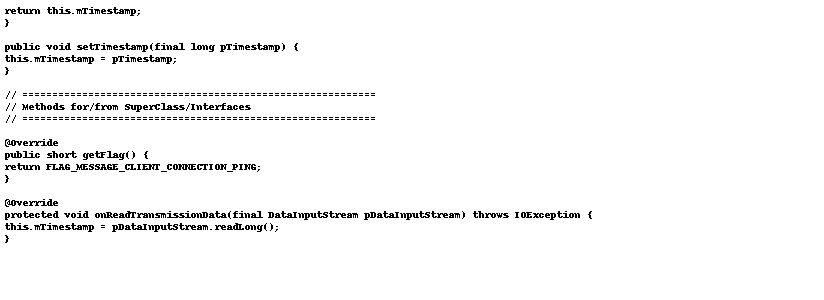 return this.mTimestamp;
}

public void setTimestamp(final long pTimestamp) {
this.mTimestamp = pTimestamp;
}

// ===========================================================
// Methods for/from SuperClass/Interfaces
// ===========================================================

@Override
public short getFlag() {
return FLAG_MESSAGE_CLIENT_CONNECTION_PING;
}

@Override
protected void onReadTransmissionData(final DataInputStream pDataInputStream) throws IOException {
this.mTimestamp = pDataInputStream.readLong();
}